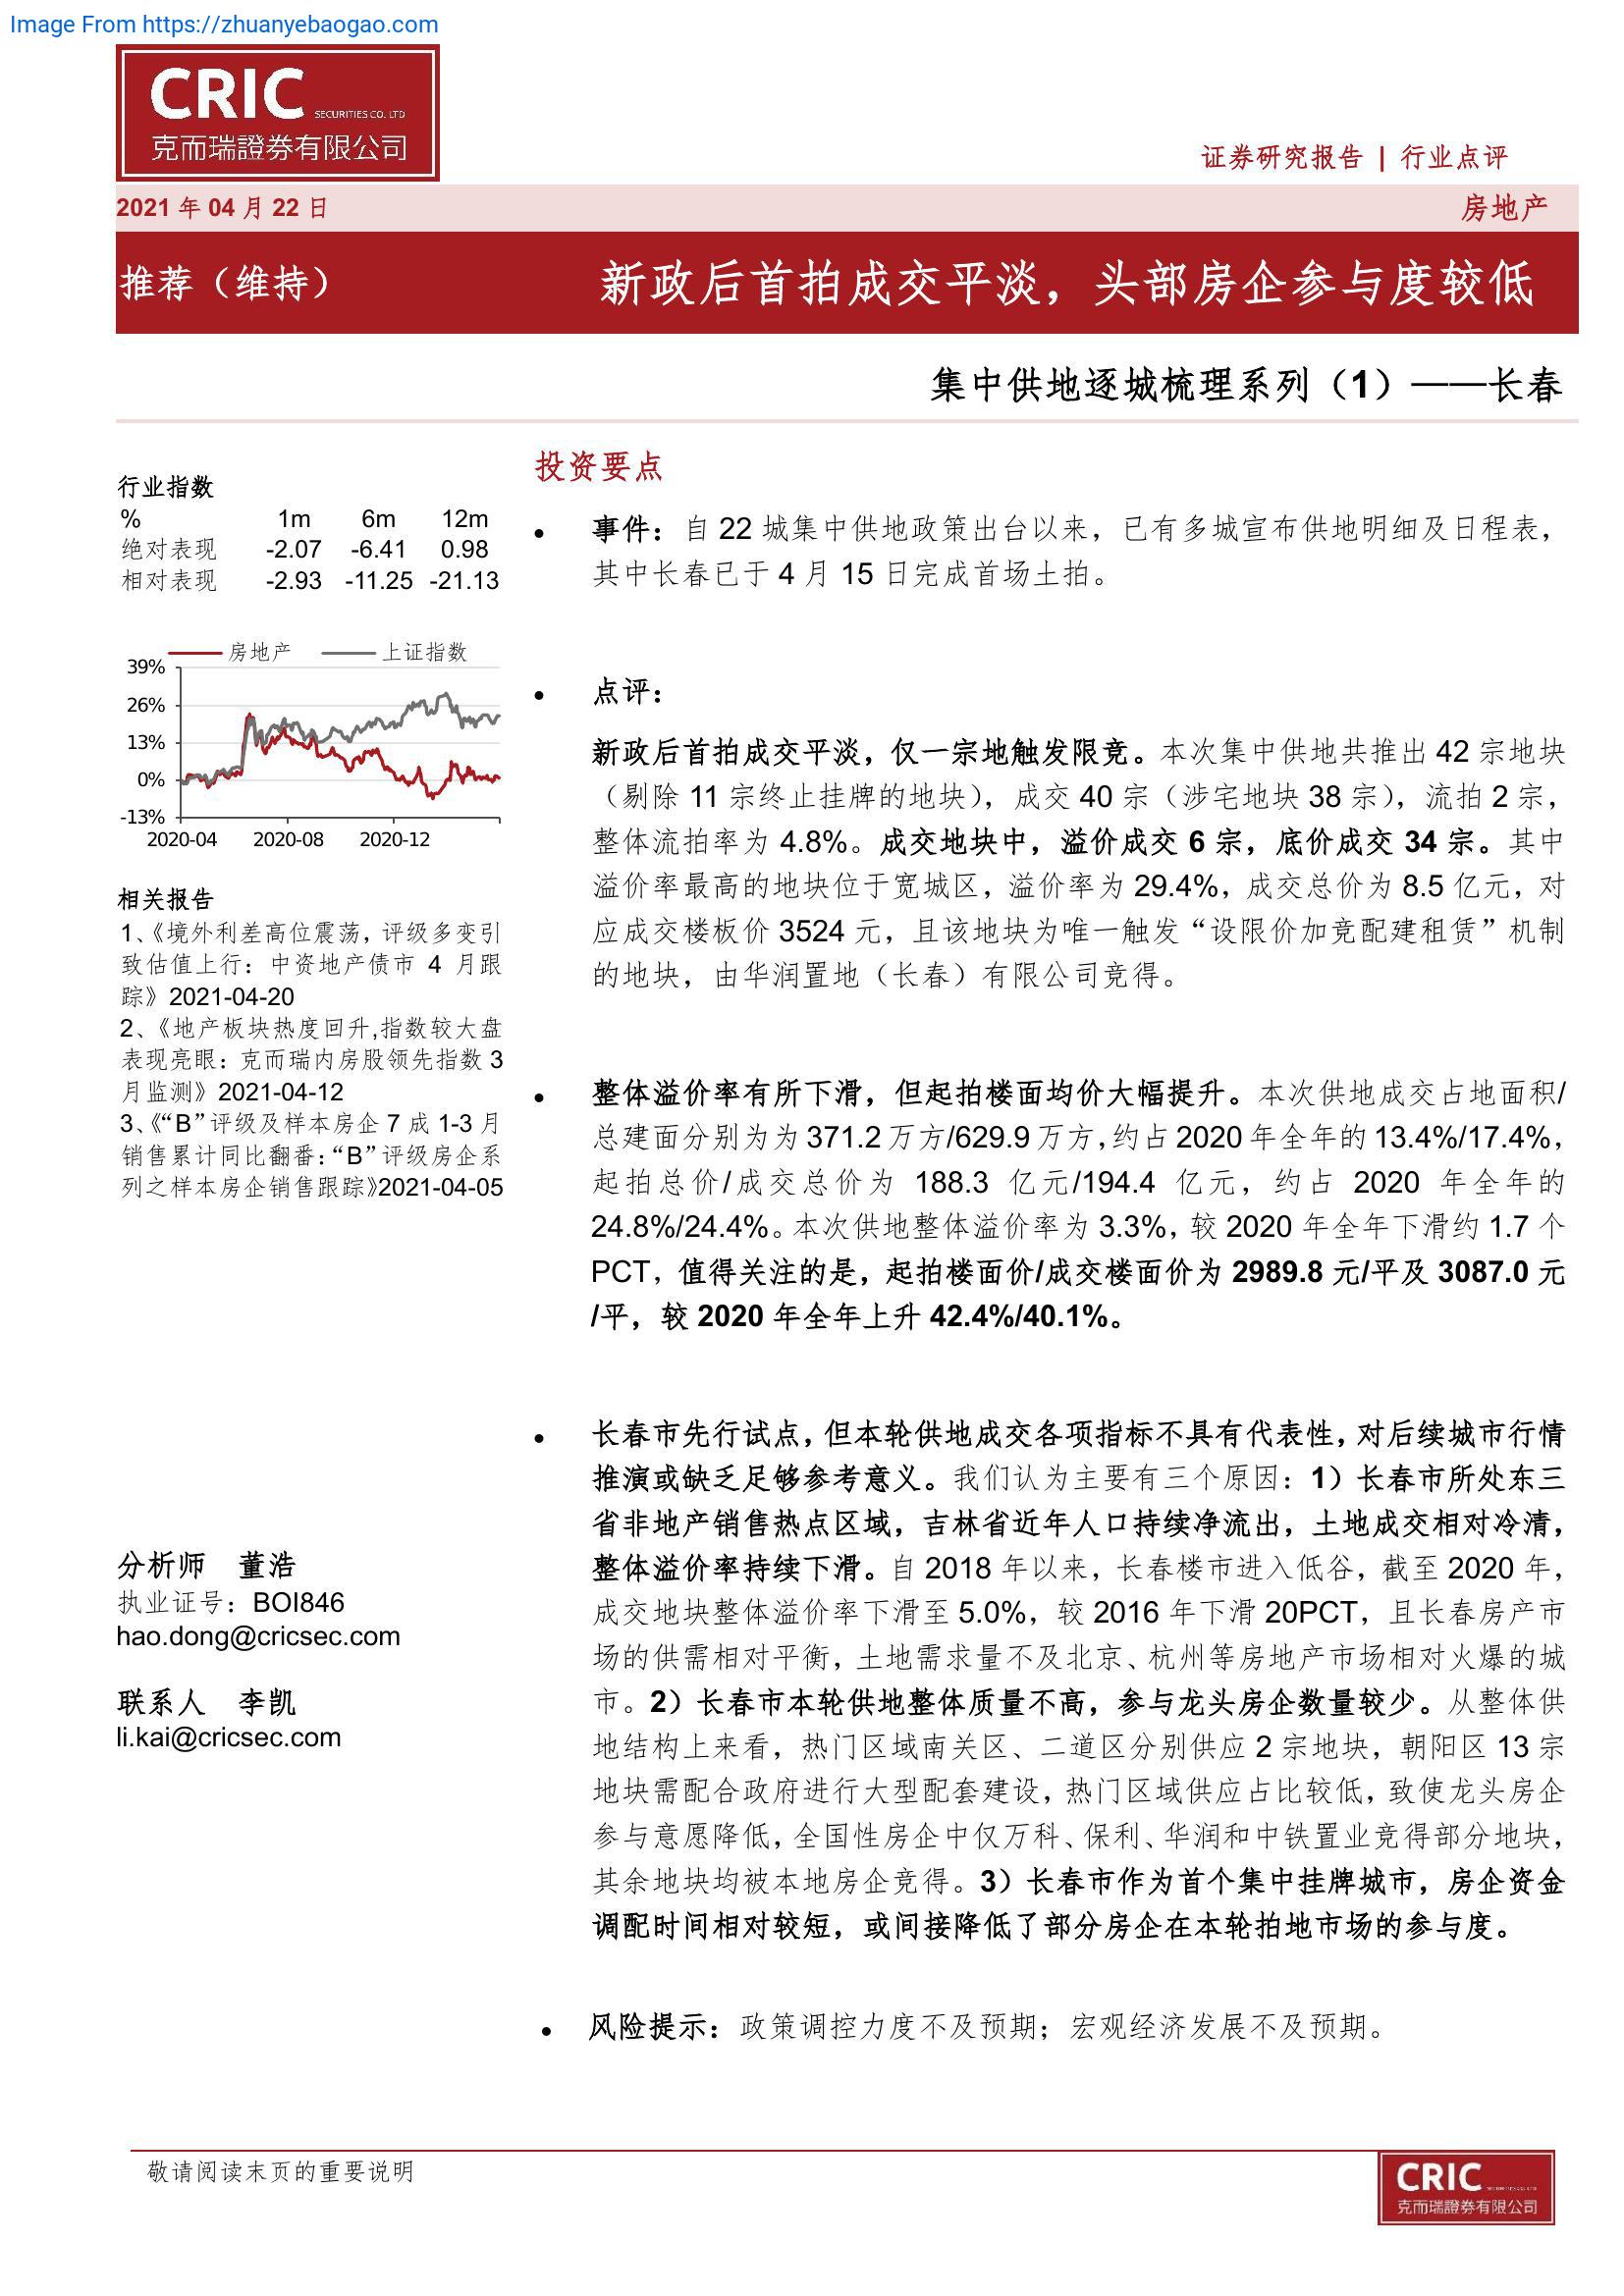 Image From https://zhuanyebaogao.com
CRIC
SECURITIES CO. LTD
克而瑞證券有限公司
证券研究报告 | 行业点评
2021 年 04 月 22 日
房地产
推荐（维持）
新政后首拍成交平淡，头部房企参与度较低
集中供地逐城梳理系列（1）——长春
行业指数
% 1m 6m 12m
绝对表现 -2.07 -6.41 0.98
相对表现 -2.93 -11.25 -21.13
房地产 上证指数
39%
26%
13%
0%
-13%
2020-04 2020-08 2020-12
相关报告
1、《境外利差高位震荡，评级多变引
致估值上行：中资地产债市 4 月跟
踪》2021-04-20
2、《地产板块热度回升,指数较大盘
表现亮眼：克而瑞内房股领先指数 3
月监测》2021-04-12
3、《“B”评级及样本房企 7 成 1-3 月
销售累计同比翻番：“B”评级房企系
列之样本房企销售跟踪》2021-04-05
分析师 董浩
执业证号：BOI846
hao.dong@cricsec.com
联系人 李凯
li.kai@cricsec.com
投资要点
● 事件：自 22 城集中供地政策出台以来，已有多城宣布供地明细及日程表，
其中长春已于 4 月 15 日完成首场土拍。
● 点评：
新政后首拍成交平淡，仅一宗地触发限竞。本次集中供地共推出 42 宗地块
（剔除 11 宗终止挂牌的地块），成交 40 宗（涉宅地块 38 宗），流拍 2 宗，
整体流拍率为 4.8%。成交地块中，溢价成交 6 宗，底价成交 34 宗。其中
溢价率最高的地块位于宽城区，溢价率为 29.4%，成交总价为 8.5 亿元，对
应成交楼板价 3524 元，且该地块为唯一触发“设限价加竞配建租赁”机制
的地块，由华润置地（长春）有限公司竞得。
● 整体溢价率有所下滑，但起拍楼面均价大幅提升。本次供地成交占地面积/
总建面分别为为 371.2 万方/629.9 万方，约占 2020 年全年的 13.4%/17.4%，
起拍总价/成交总价为 188.3 亿元/194.4 亿元，约占 2020 年全年的
24.8%/24.4%。本次供地整体溢价率为 3.3%，较 2020 年全年下滑约 1.7 个
PCT，值得关注的是，起拍楼面价/成交楼面价为 2989.8 元/平及 3087.0 元
/平，较 2020 年全年上升 42.4%/40.1%。
● 长春市先行试点，但本轮供地成交各项指标不具有代表性，对后续城市行情
推演或缺乏足够参考意义。我们认为主要有三个原因：1）长春市所处东三
省非地产销售热点区域，吉林省近年人口持续净流出，土地成交相对冷清，
整体溢价率持续下滑。自 2018 年以来，长春楼市进入低谷，截至 2020 年，
成交地块整体溢价率下滑至 5.0%，较 2016 年下滑 20PCT，且长春房产市
场的供需相对平衡，土地需求量不及北京、杭州等房地产市场相对火爆的城
市。2）长春市本轮供地整体质量不高，参与龙头房企数量较少。从整体供
地结构上来看，热门区域南关区、二道区分别供应 2 宗地块，朝阳区 13 宗
地块需配合政府进行大型配套建设，热门区域供应占比较低，致使龙头房企
参与意愿降低，全国性房企中仅万科、保利、华润和中铁置业竞得部分地块，
其余地块均被本地房企竞得。3）长春市作为首个集中挂牌城市，房企资金
调配时间相对较短，或间接降低了部分房企在本轮拍地市场的参与度。
● 风险提示：政策调控力度不及预期；宏观经济发展不及预期。
敬请阅读末页的重要说明
CRIC
克而瑞證券有限公司